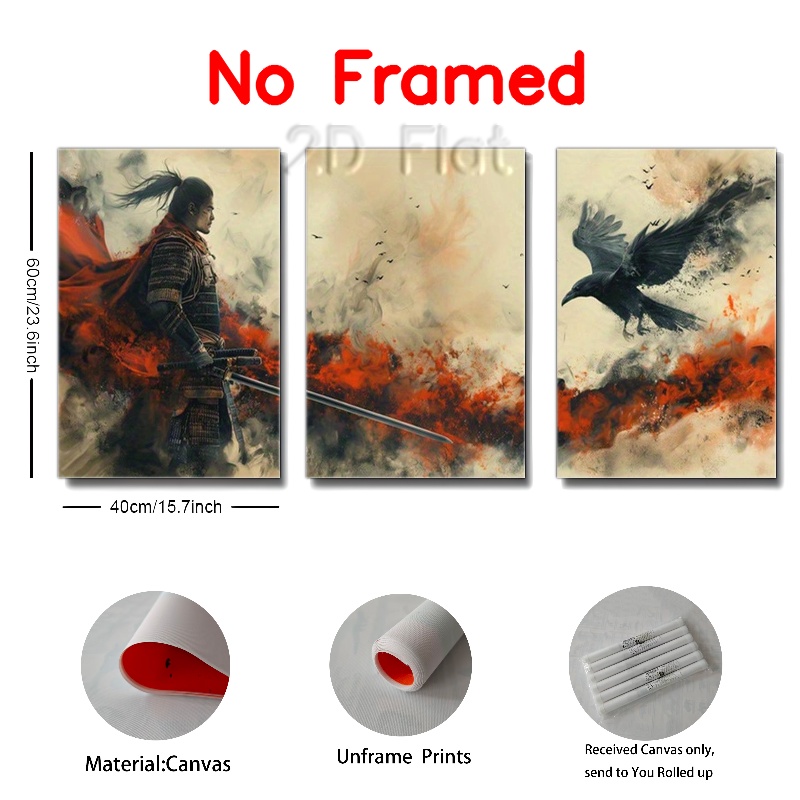 No Framed
2D Flat
60cm/23.6inch
40cm/15.7inch
Material:Canvas
Unframe Prints
Received Canvas only,
send to You Rolled up